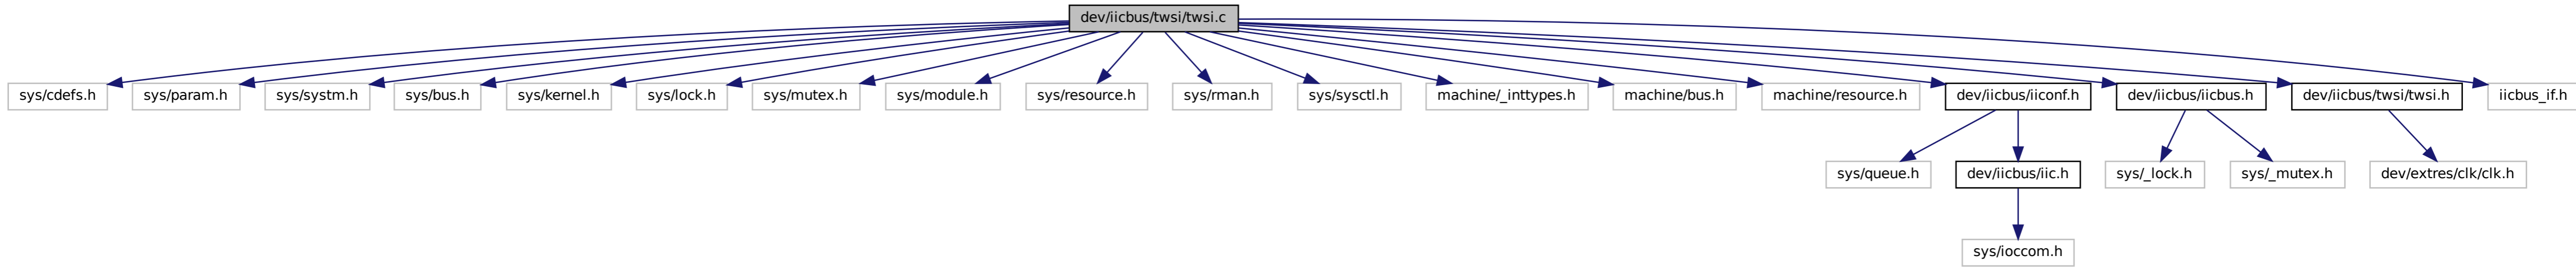 dev/iicbus/twsi/twsi.c
sys/cdefs.h
sys/param.h
sys/systm.h
sys/bus.h
sys/kernel.h
sys/lock.h
sys/mutex.h
sys/module.h
sys/resource.h
sys/rman.h
sys/sysctl.h
machine/_inttypes.h
machine/bus.h
machine/resource.h
dev/iicbus/iiconf.h
dev/iicbus/iicbus.h
dev/iicbus/twsi/twsi.h
iicbus_if.h
sys/queue.h
dev/iicbus/iic.h
sys/_lock.h
sys/_mutex.h
dev/extres/clk/clk.h
sys/ioccom.h